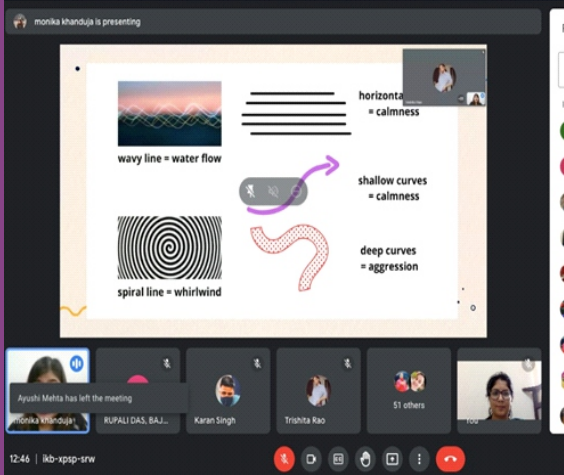 monika khanduja is presenting
wavy line = water flow
horizonta
= calmness
shallow curves
= calmness
spiral line = whirlwind
deep curves
= aggression
Ayushi Mehta has left the meeting
monika khanduja
RUPALI DAS, BAJ...
Karan Singh
Trishita Rao
51 others
You
12:46 | ikb-xpsp-srw